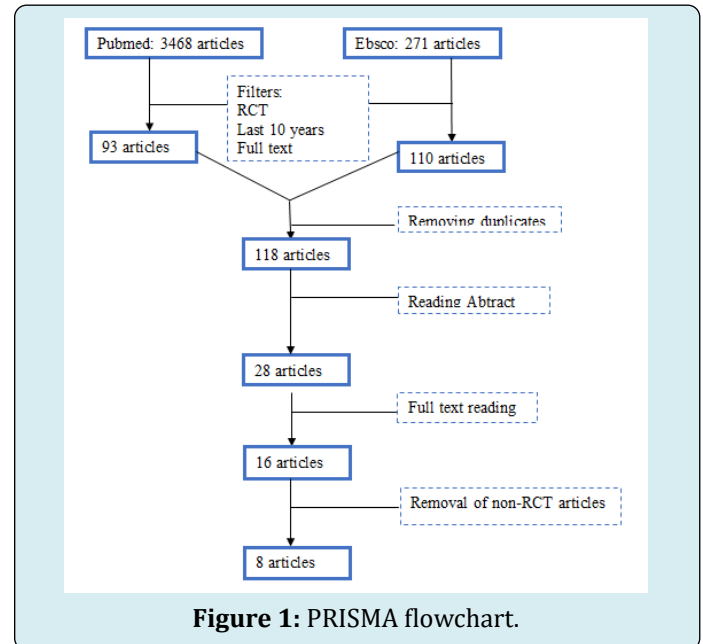 Pubmed: 3468 articles
Ebsco: 271 articles
Filters:
RCT
Last 10 years
Full text
93 articles
110 articles
Removing duplicates
118 articles
Reading Abtract
28 articles
Full text reading
16 articles
Removal of non-RCT articles
8 articles
Figure 1: PRISMA flowchart.